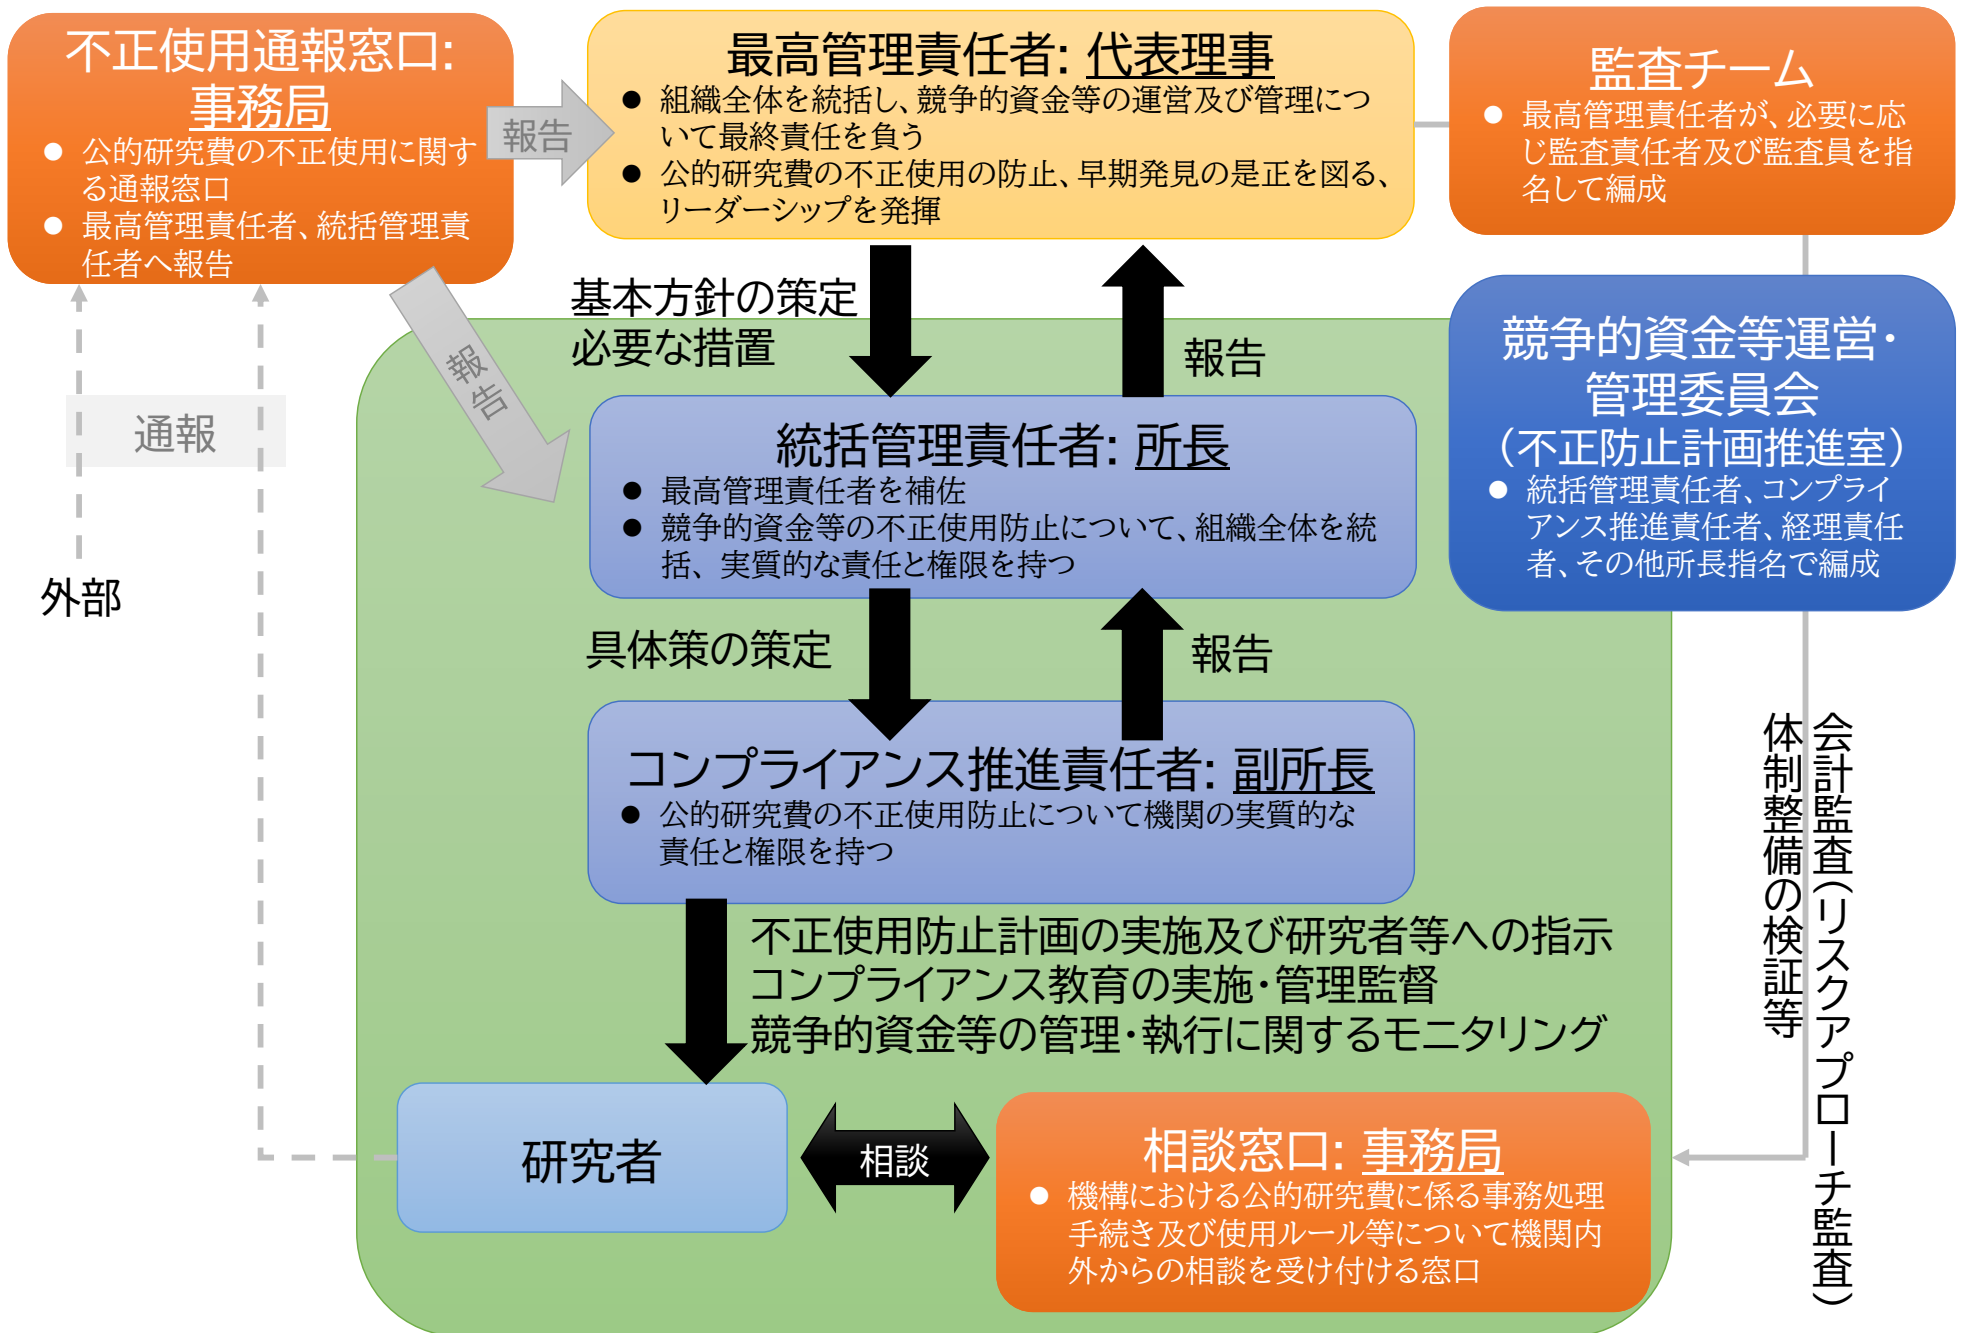 不正使用通報窓口:
事務局
● 公的研究費の不正使用に関す
る通報窓口
● 最高管理責任者、統括管理責
任者へ報告
報告
最高管理責任者: 代表理事
● 組織全体を統括し、競争的資金等の運営及び管理につ
いて最終責任を負う
● 公的研究費の不正使用の防止、早期発見の是正を図る、
リーダーシップを発揮
監査チーム
● 最高管理責任者が、必要に応
じ監査責任者及び監査員を指
名して編成
基本方針の策定
必要な措置
報告
報告
競争的資金等運営・
管理委員会
（不正防止計画推進室）
● 統括管理責任者、コンプライ
アンス推進責任者、経理責任
者、その他所長指名で編成
通報
外部
統括管理責任者: 所長
● 最高管理責任者を補佐
● 競争的資金等の不正使用防止について、組織全体を統
括、実質的な責任と権限を持つ
具体策の策定
報告
コンプライアンス推進責任者: 副所長
● 公的研究費の不正使用防止について機関の実質的な
責任と権限を持つ
会計監査（リスクアプローチ監査）
体制整備の検証等
不正使用防止計画の実施及び研究者等への指示
コンプライアンス教育の実施・管理監督
競争的資金等の管理・執行に関するモニタリング
研究者
相談
相談窓口: 事務局
● 機構における公的研究費に係る事務処理
手続き及び使用ルール等について機関内
外からの相談を受け付ける窓口